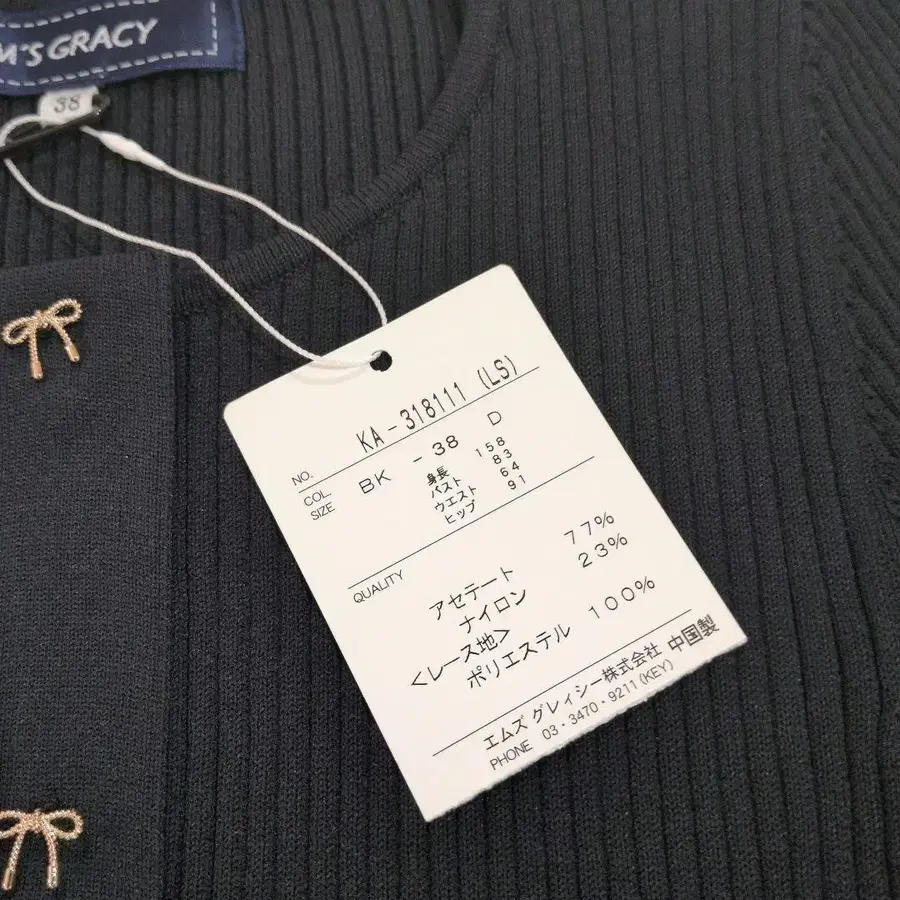 M'S GRACY
38
NO. KA-318111 (LS)
COL. BK - 38 D
SIZE
身長 158
バスト 83
ウエスト 64
ヒップ 91
QUALITY
アセテート 77%
ナイロン 23%
<レース地>
ポリエステル 100%
エムズ グレィシー株式会社 中国製
PHONE 03・3470・9211 (KEY)